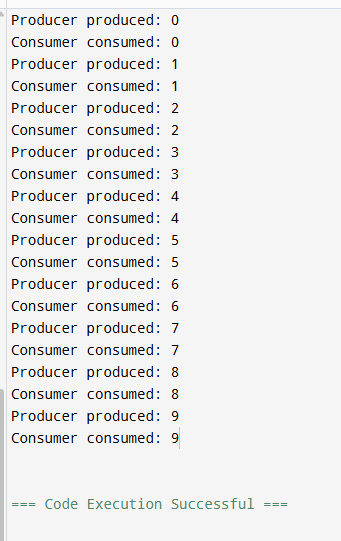 Producer produced: 0
Consumer consumed: 0
Producer produced: 1
Consumer consumed: 1
Producer produced: 2
Consumer consumed: 2
Producer produced: 3
Consumer consumed: 3
Producer produced: 4
Consumer consumed: 4
Producer produced: 5
Consumer consumed: 5
Producer produced: 6
Consumer consumed: 6
Producer produced: 7
Consumer consumed: 7
Producer produced: 8
Consumer consumed: 8
Producer produced: 9
Consumer consumed: 9
=== Code Execution Successful ===